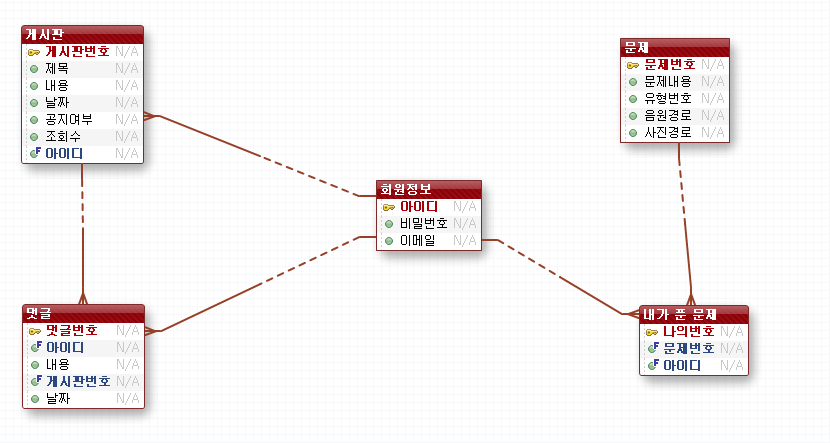 게시판
게시판번호 N/A
제목 N/A
내용 N/A
날짜 N/A
공지여부 N/A
조회수 N/A
F 아이디 N/A
문제
문제번호 N/A
문제내용 N/A
유형번호 N/A
음원경로 N/A
사진경로 N/A
회원정보
아이디 N/A
비밀번호 N/A
이메일 N/A
댓글
댓글번호 N/A
F 아이디 N/A
내용 N/A
F 게시판번호 N/A
날짜 N/A
내가 푼 문제
나의번호 N/A
F 문제번호 N/A
F 아이디 N/A